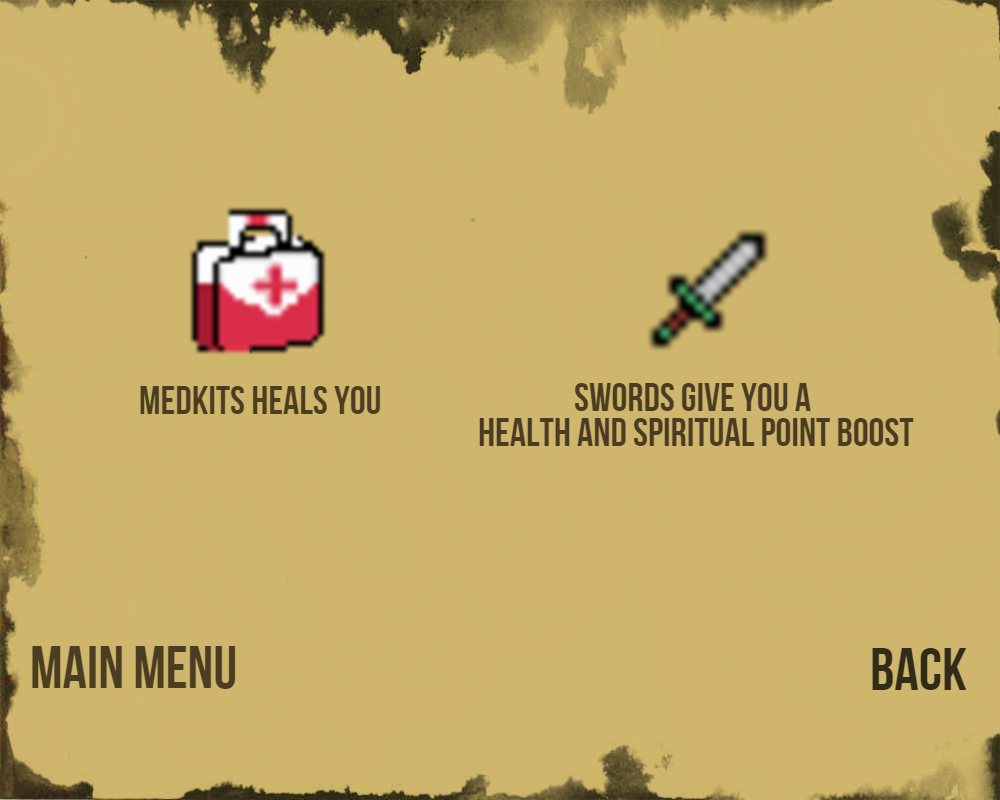 MEDKITS HEALS YOU
SWORDS GIVE YOU A
HEALTH AND SPIRITUAL POINT BOOST
MAIN MENU
BACK